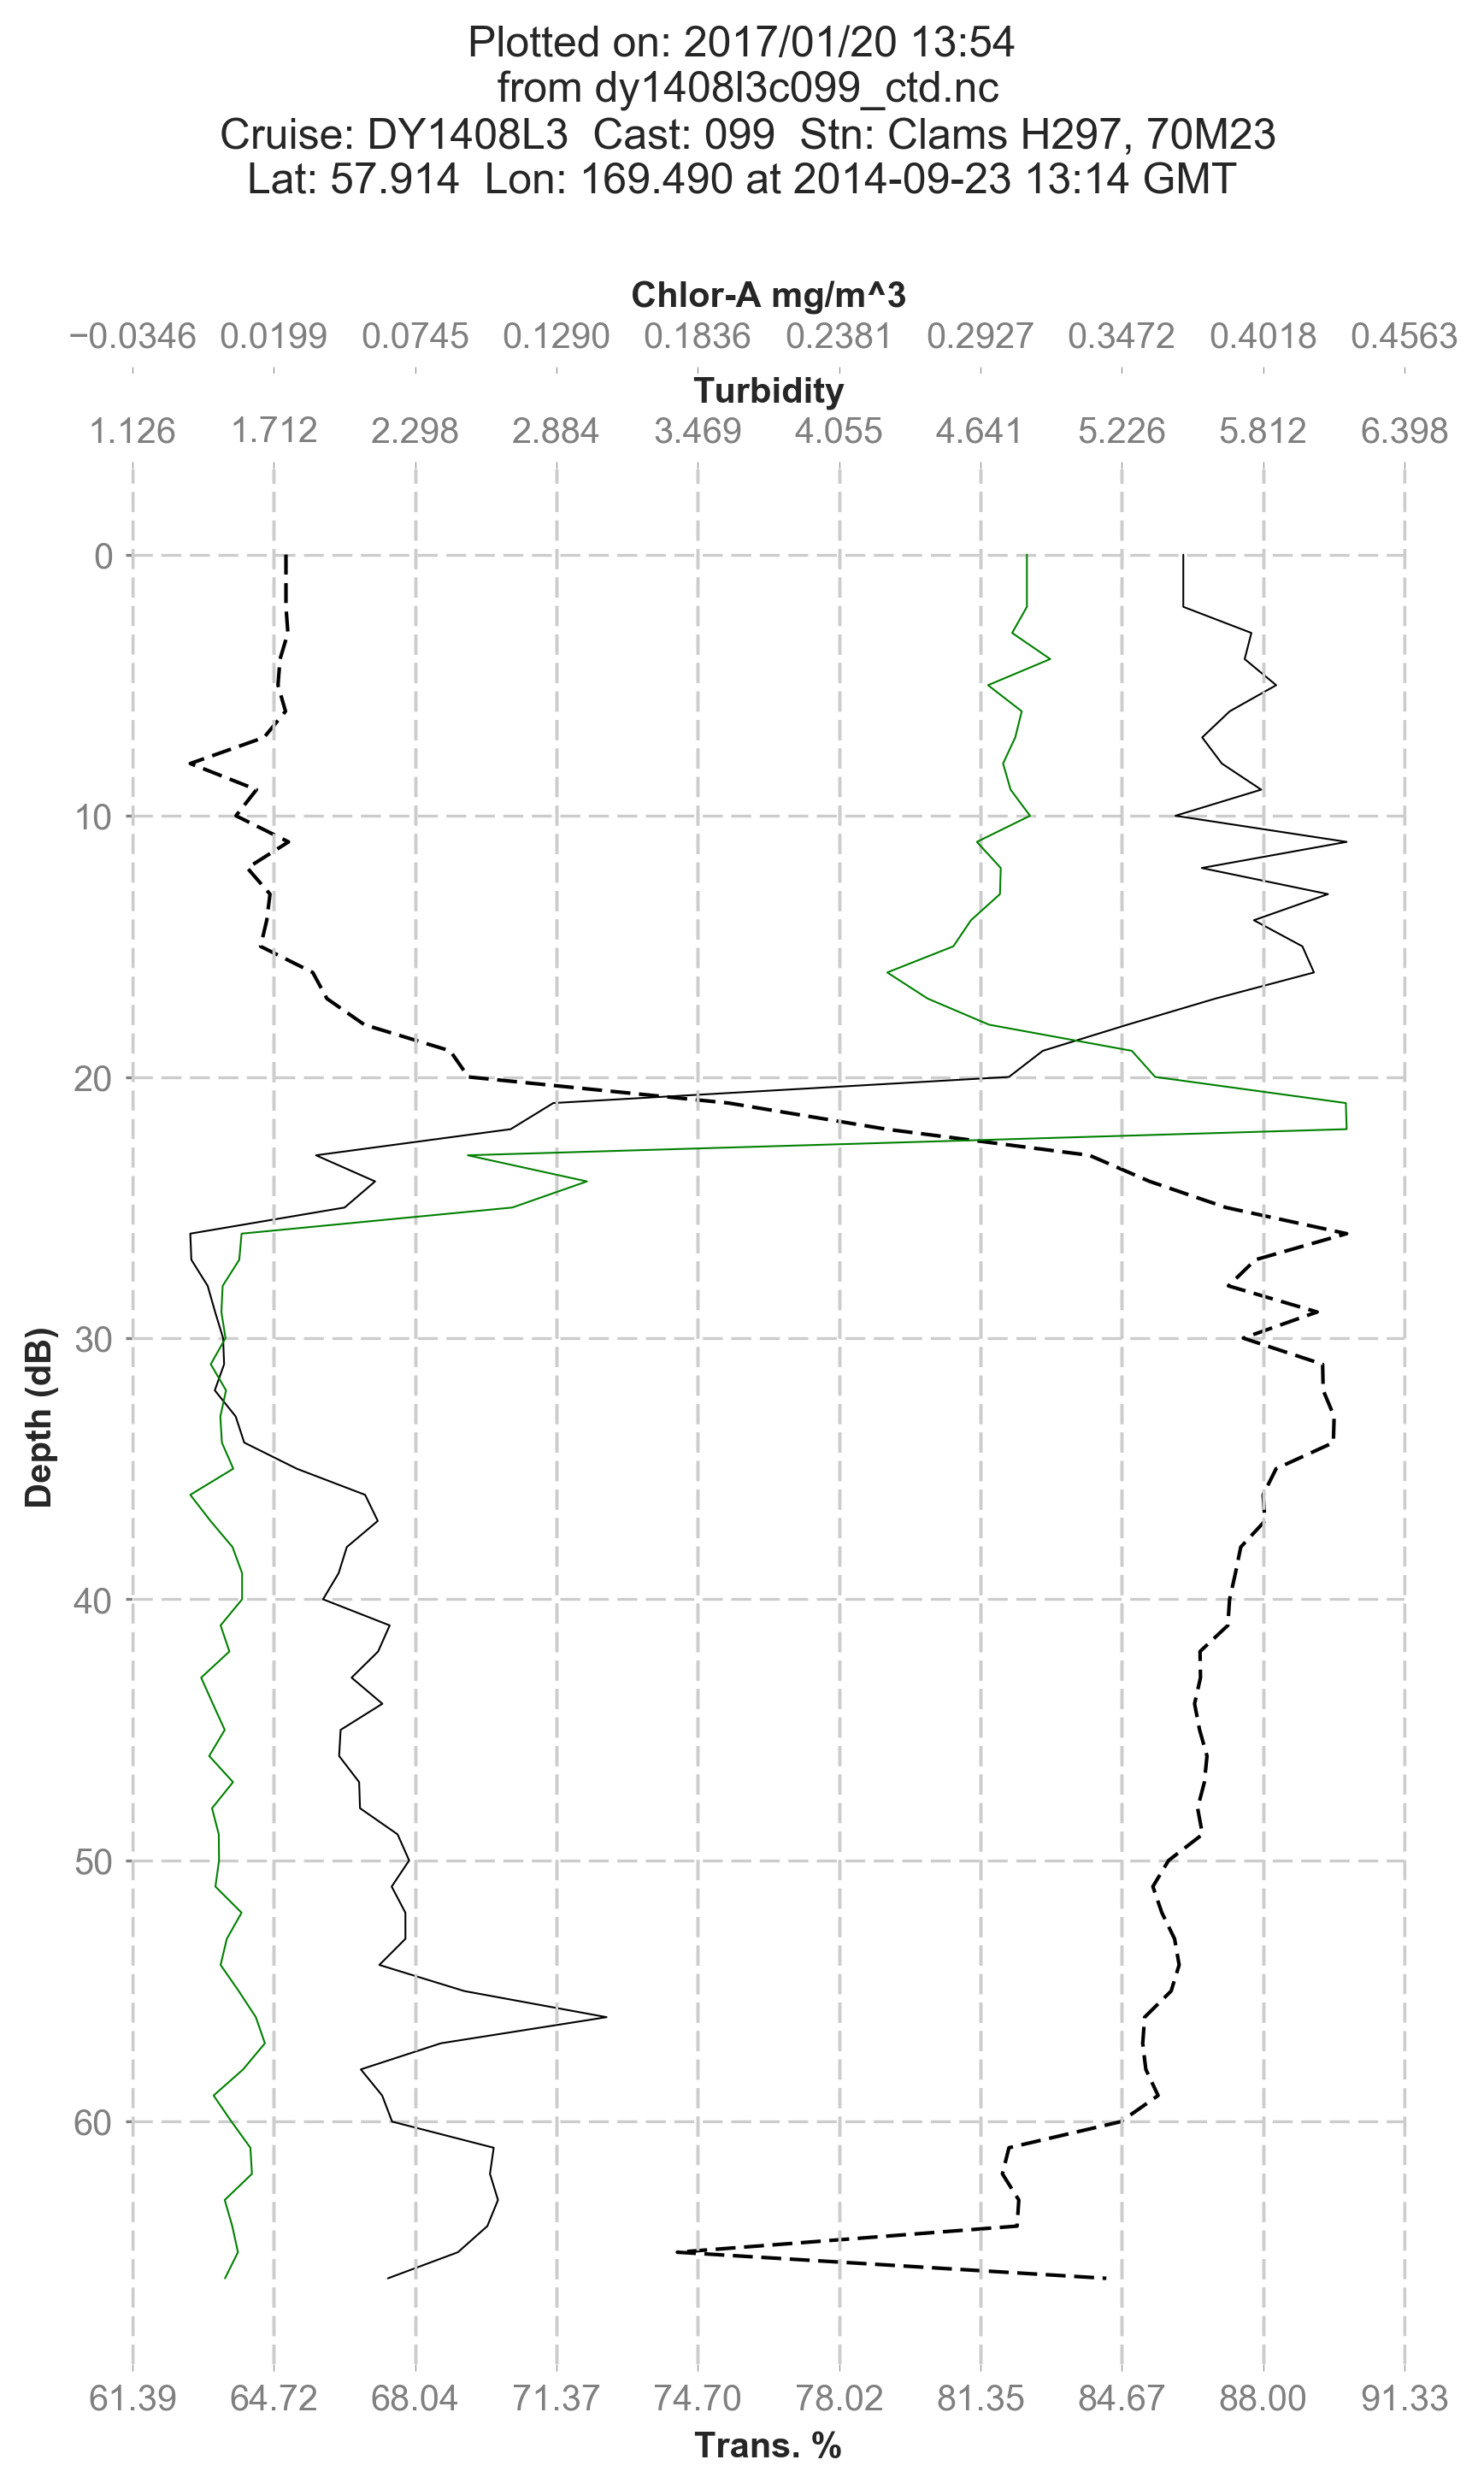 Plotted on: 2017/01/20 13:54
from dy1408l3c099_ctd.nc
Cruise: DY1408L3  Cast: 099  Stn: Clams H297, 70M23
Lat: 57.914  Lon: 169.490 at 2014-09-23 13:14 GMT
Chlor-A mg/m^3
−0.0346 0.0199 0.0745 0.1290 0.1836 0.2381 0.2927 0.3472 0.4018 0.4563
Turbidity
1.126 1.712 2.298 2.884 3.469 4.055 4.641 5.226 5.812 6.398
0
10
20
30
Depth (dB)
40
50
60
61.39 64.72 68.04 71.37 74.70 78.02 81.35 84.67 88.00 91.33
Trans. %